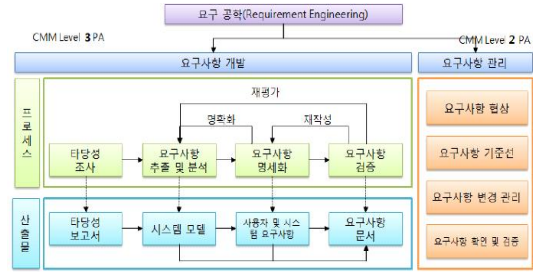 요구 공학(Requirement Engineering)
CMM Level 3 PA
CMM Level 2 PA
요구사항 개발
요구사항 관리
프로세스
재평가
명확화
재작성
타당성
조사
요구사항
추출 및 분석
요구사항
명세화
요구사항
검증
요구사항 협상
요구사항 기준선
요구사항 변경 관리
요구사항 확인 및 검증
산출물
타당성
보고서
시스템 모델
사용자 및 시스
템 요구사항
요구사항
문서